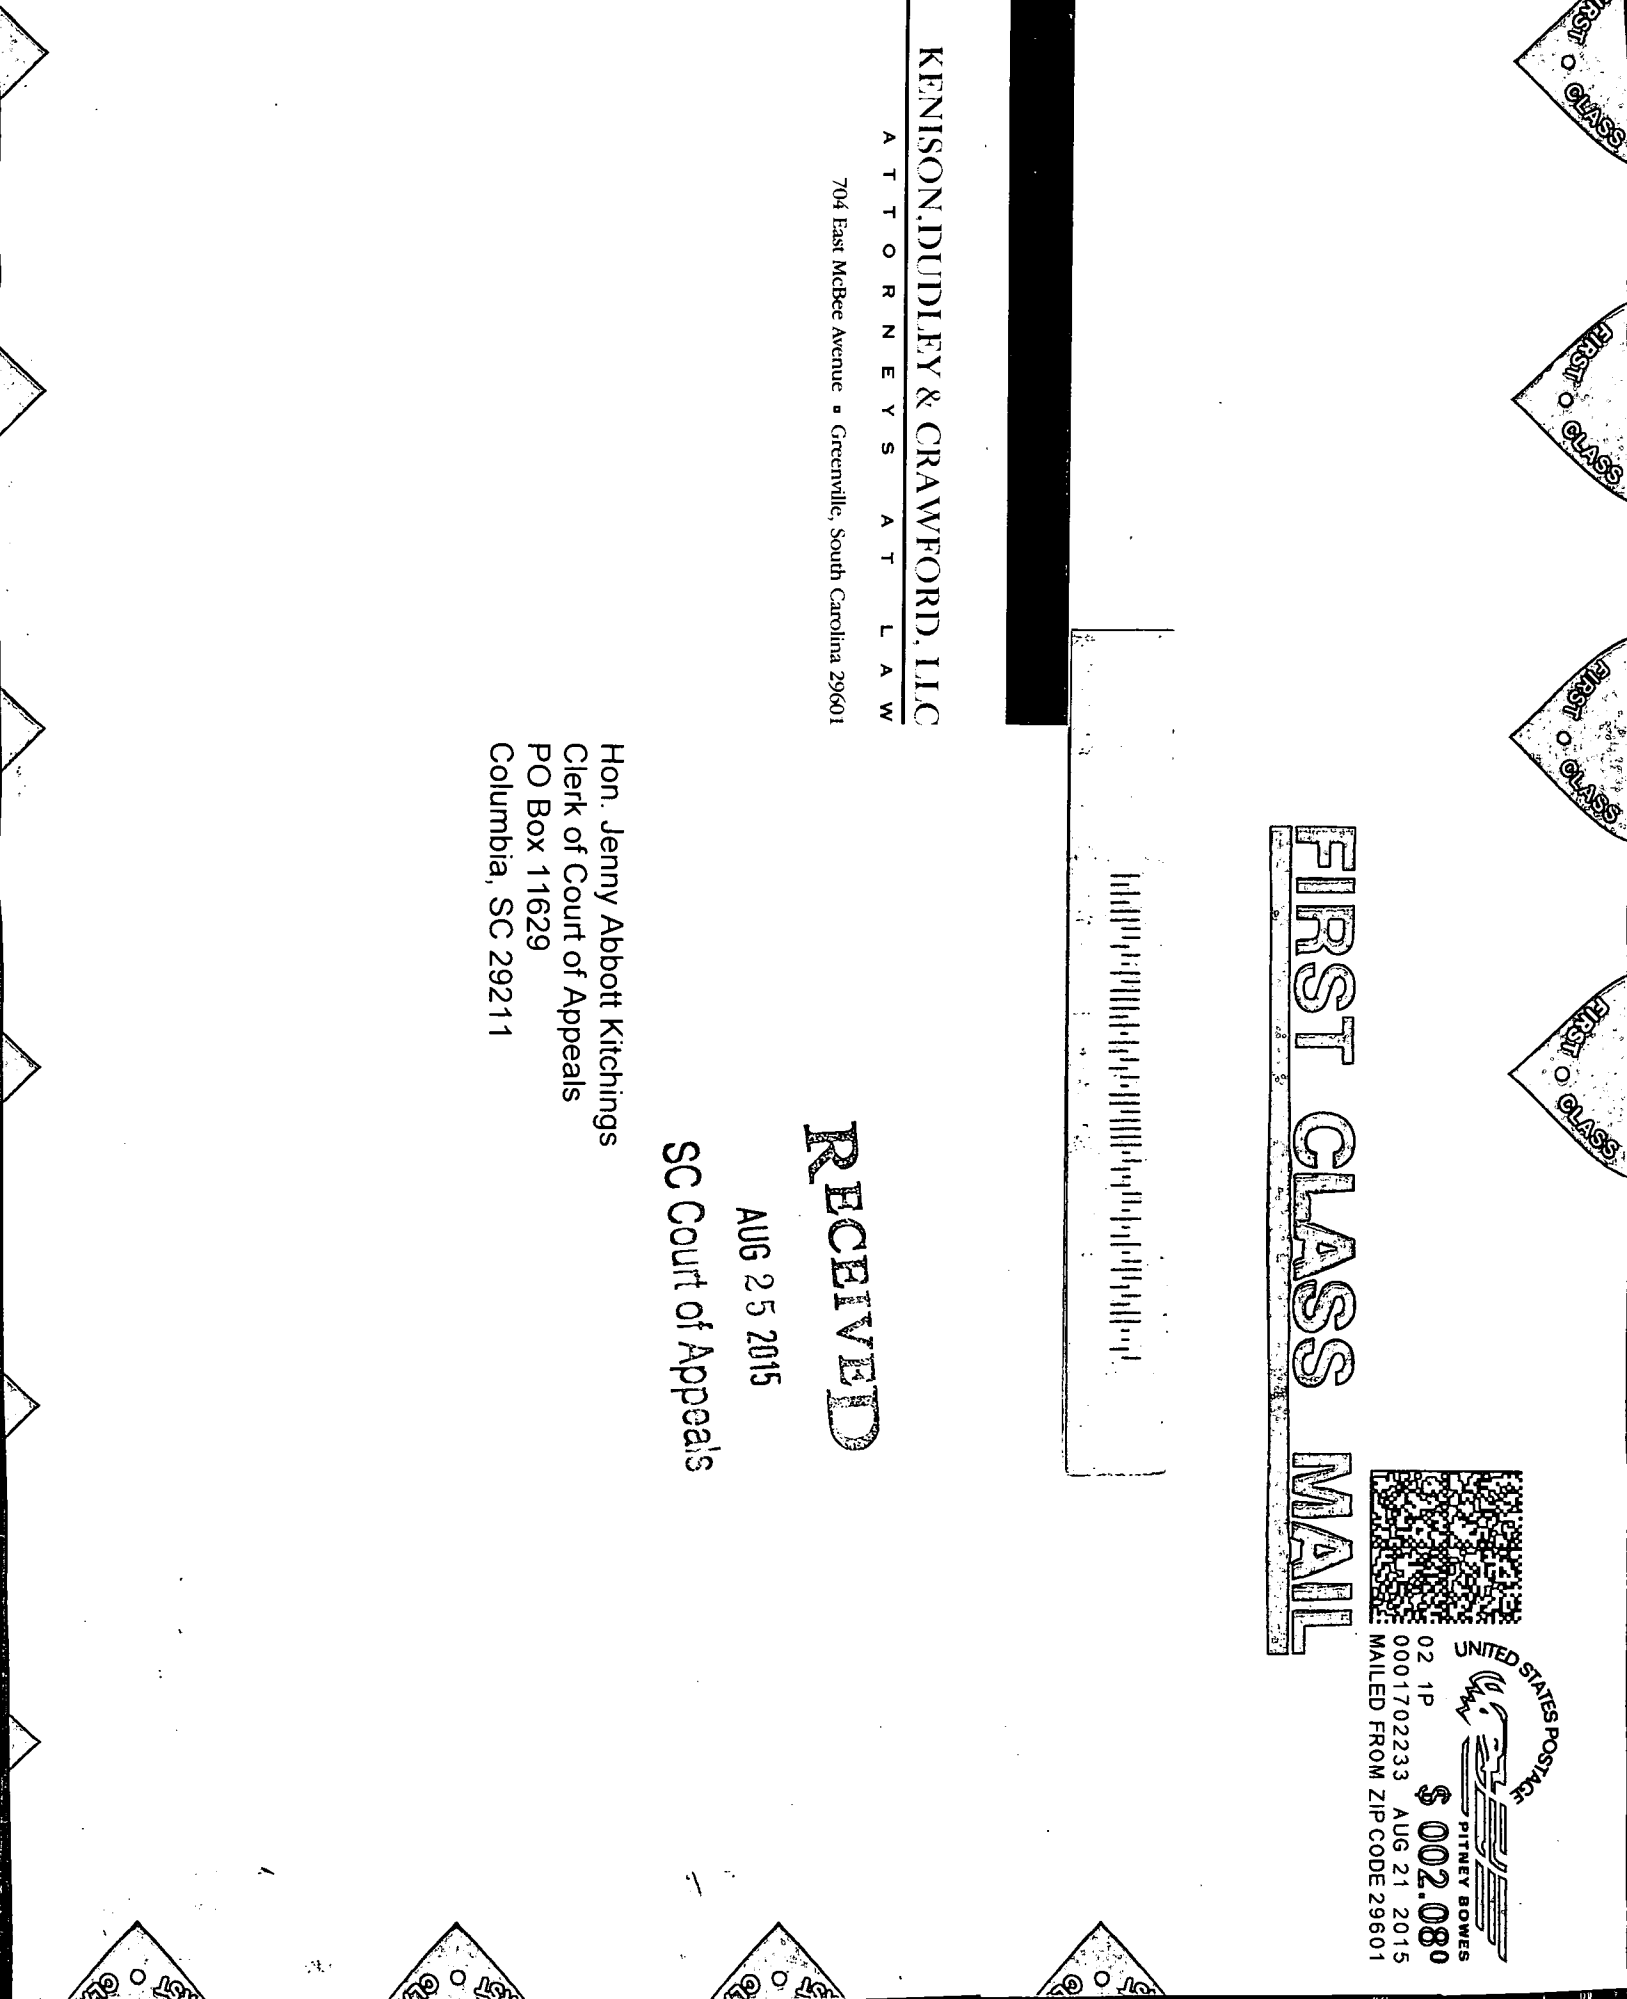 KENISON, DUDLEY & CRAWFORD, LLC
ATTORNEYS AT LAW
704 East McBee Avenue ▫ Greenville, South Carolina 29601
FIRST CLASS MAIL
UNITED STATES POSTAGE
PITNEY BOWES
02 1P $ 002.08⁰
0001702233 AUG 21 2015
MAILED FROM ZIP CODE 29601
RECEIVED
AUG 25 2015
SC Court of Appeals
Hon. Jenny Abbott Kitchings
Clerk of Court of Appeals
PO Box 11629
Columbia, SC 29211
RST ○ CLASS
FIRST ○ CLASS
FIRST ○ CLASS
FIRST ○ CLASS